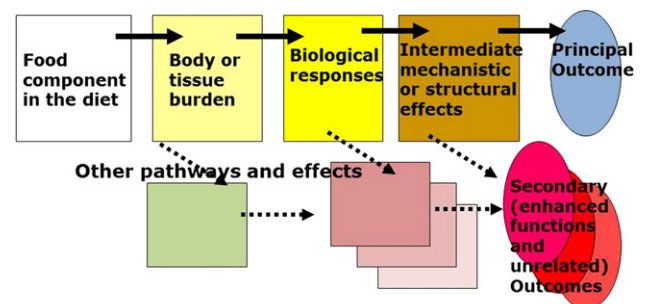 Food
component
in the diet
Body or
tissue
burden
Biological
responses
Intermediate
mechanistic
or structural
effects
Principal
Outcome
Other pathways and effects
Secondary
(enhanced
functions
and
unrelated)
Outcomes